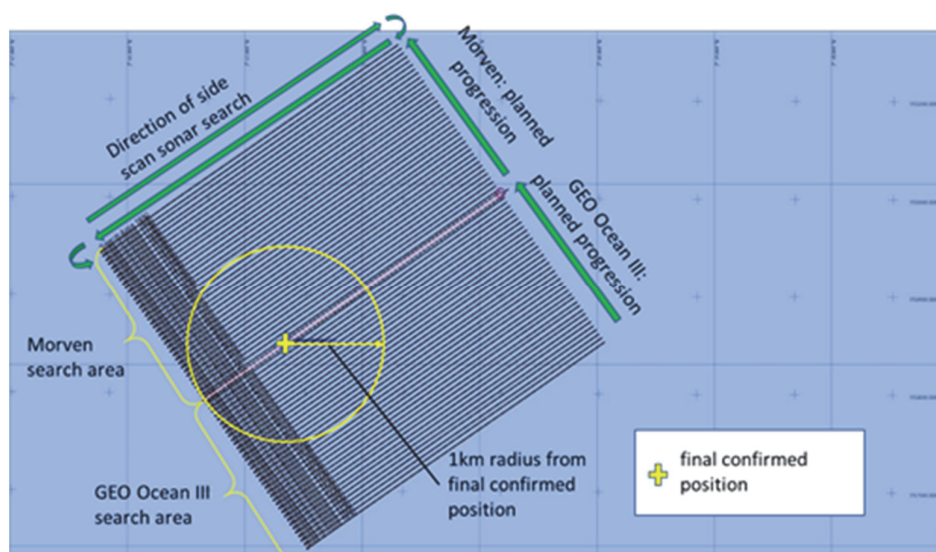 Direction of side
scan sonar search
Morven: planned
progression
GEO Ocean III:
planned progression
Morven
search area
GEO Ocean III
search area
1km radius from
final confirmed
position
final confirmed
position